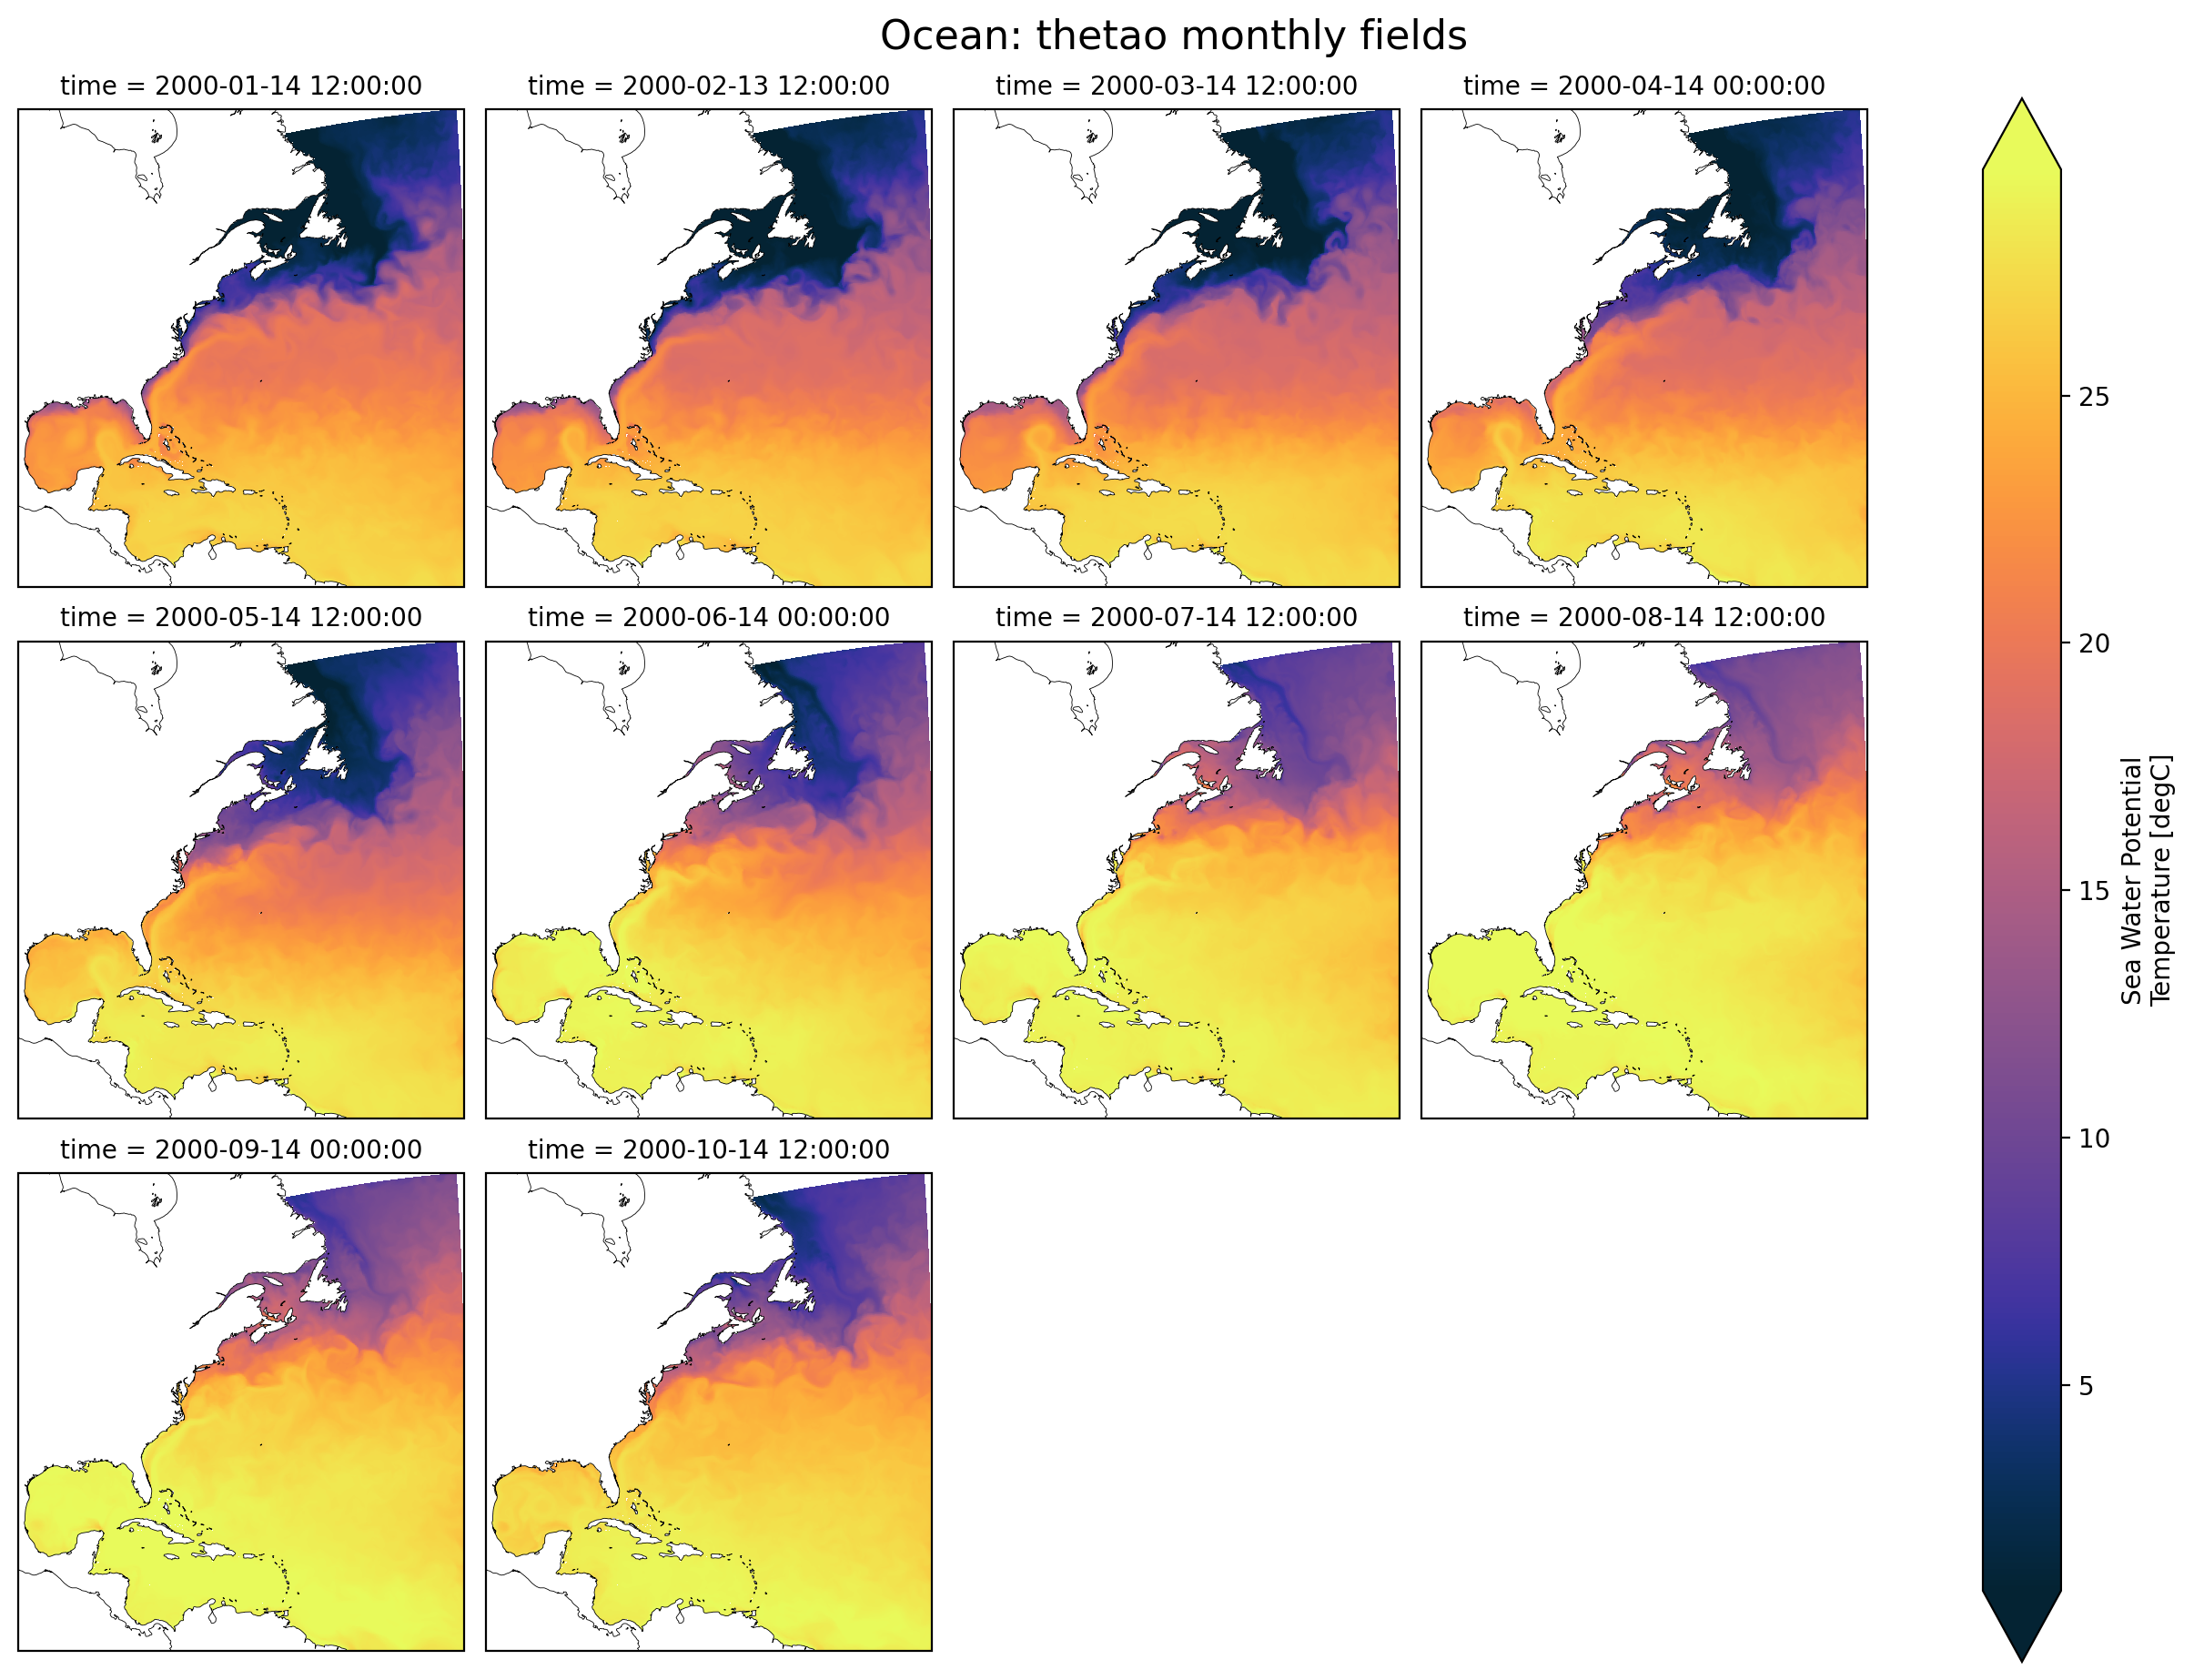 Ocean: thetao monthly fields
time = 2000-01-14 12:00:00
time = 2000-02-13 12:00:00
time = 2000-03-14 12:00:00
time = 2000-04-14 00:00:00
time = 2000-05-14 12:00:00
time = 2000-06-14 00:00:00
time = 2000-07-14 12:00:00
time = 2000-08-14 12:00:00
time = 2000-09-14 00:00:00
time = 2000-10-14 12:00:00
25
20
15
10
5
Sea Water Potential
Temperature [degC]